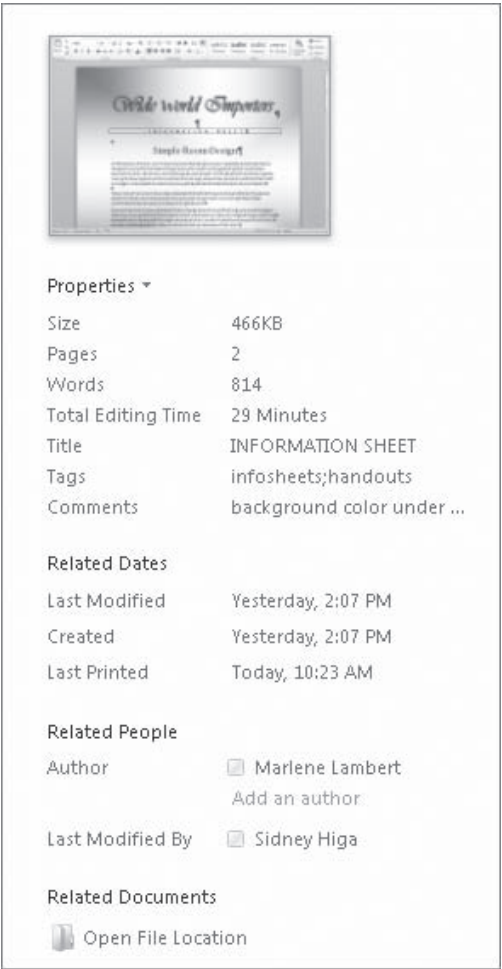 Wide World Importers
INFORMATION SHEET
Simple Room Design
Properties
Size 466KB
Pages 2
Words 814
Total Editing Time 29 Minutes
Title INFORMATION SHEET
Tags infosheets;handouts
Comments background color under ...
Related Dates
Last Modified Yesterday, 2:07 PM
Created Yesterday, 2:07 PM
Last Printed Today, 10:23 AM
Related People
Author Marlene Lambert
Add an author
Last Modified By Sidney Higa
Related Documents
Open File Location